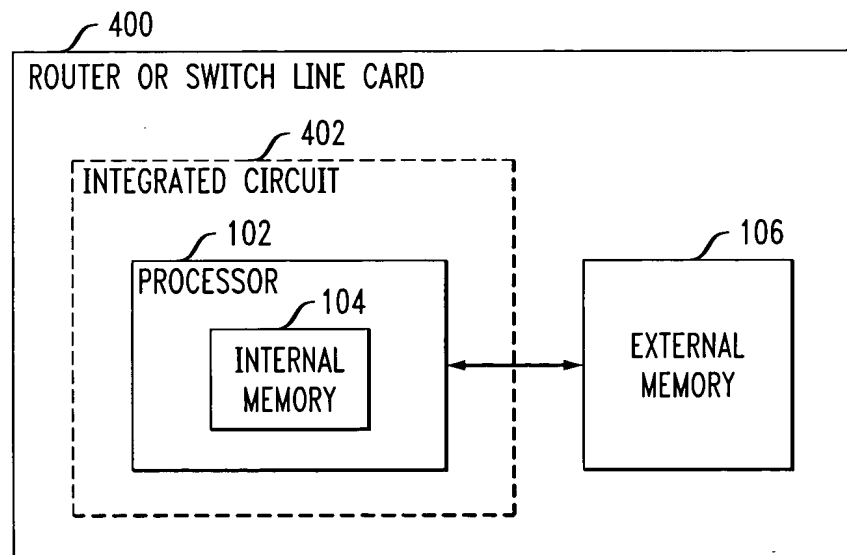 400
ROUTER OR SWITCH LINE CARD
402
INTEGRATED CIRCUIT
102
PROCESSOR
104
INTERNAL
MEMORY
106
EXTERNAL
MEMORY